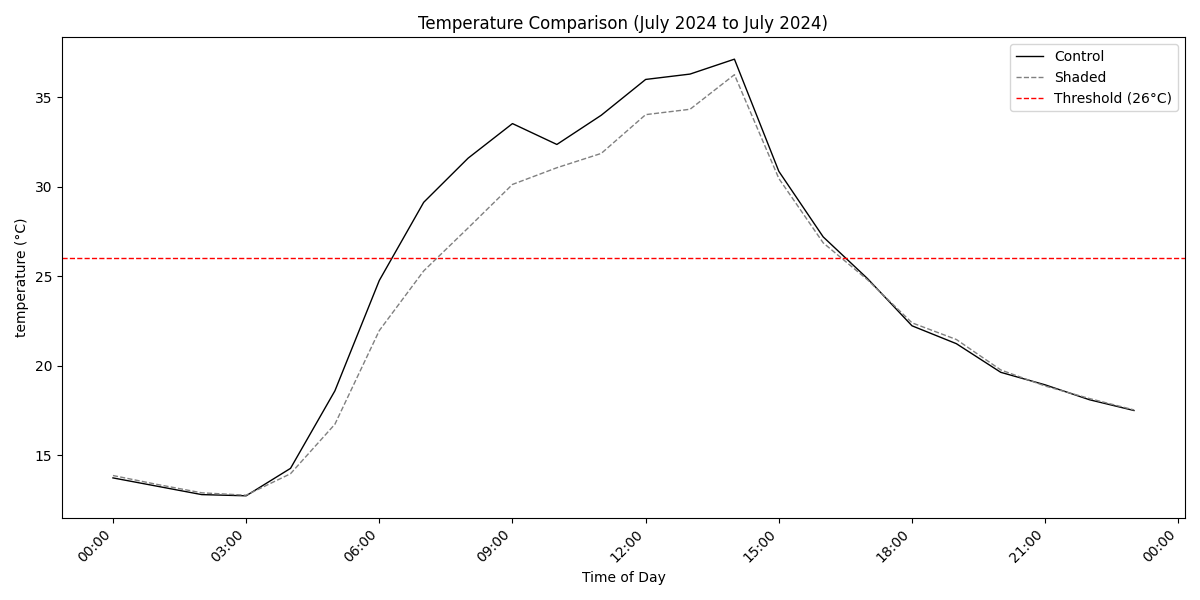 Temperature Comparison (July 2024 to July 2024)
Control
Shaded
Threshold (26°C)
temperature (°C)
35
30
25
20
15
00:00
03:00
06:00
09:00
12:00
15:00
18:00
21:00
00:00
Time of Day